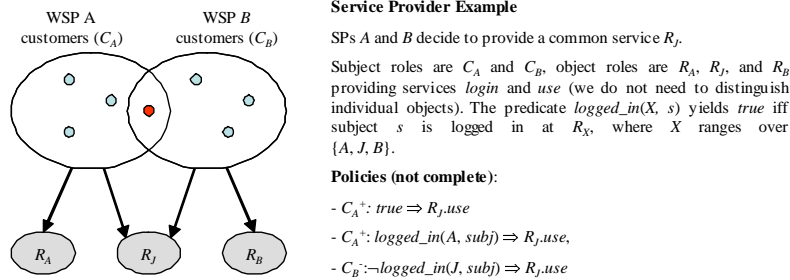 WSP A
customers (C_A)
WSP B
customers (C_B)
R_A
R_J
R_B
Service Provider Example
SPs A and B decide to provide a common service R_J.
Subject roles are C_A and C_B, object roles are R_A, R_J, and R_B
providing services login and use (we do not need to distinguish
individual objects). The predicate logged_in(X, s) yields true iff
subject s is logged in at R_X, where X ranges over
{A, J, B}.
Policies (not complete):
- C_A⁺: true ⇒ R_J.use
- C_A⁺: logged_in(A, subj) ⇒ R_J.use,
- C_B⁻:¬logged_in(J, subj) ⇒ R_J.use